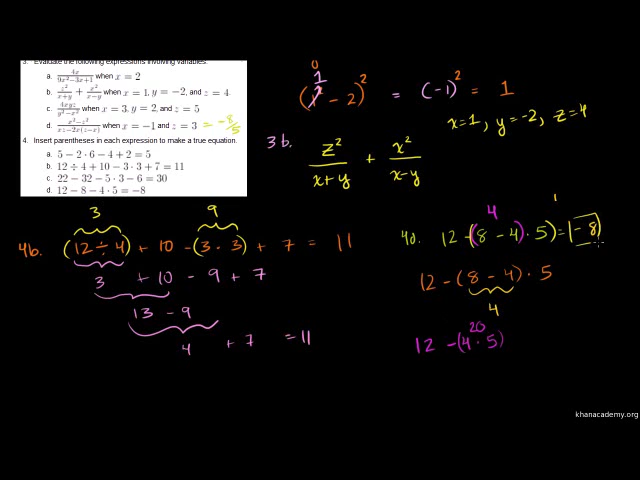 3. Evaluate the following expressions involving variables.
a. 4x/(9x²−3x+1) when x = 2
b. z²/(x+y) + x²/(x−y) when x = 1, y = −2, and z = 4
c. 4xyz/(y²−x²) when x = 3, y = 2, and z = 5
d. when x = −1 and z = 3 = -8/5
4. Insert parentheses in each expression to make a true equation.
a. 5 − 2 · 6 − 4 + 2 = 5
b. 12 ÷ 4 + 10 − 3 · 3 + 7 = 11
c. 22 − 32 − 5 · 3 − 6 = 30
d. 12 − 8 − 4 · 5 = −8
0
1
(1² - 2)² = (-1)² = 1
x=1, y=-2, z=4
3b. z²/(x+y) + x²/(x-y)
3 9
4b. (12 ÷ 4) + 10 - (3 · 3) + 7 = 11
3 + 10 - 9 + 7
13 - 9
4 + 7 = 11
4
4d. 12 - (8 - 4) · 5) = -8
12 - (8 - 4) · 5
4
20
12 - (4 · 5)
khanacademy.org